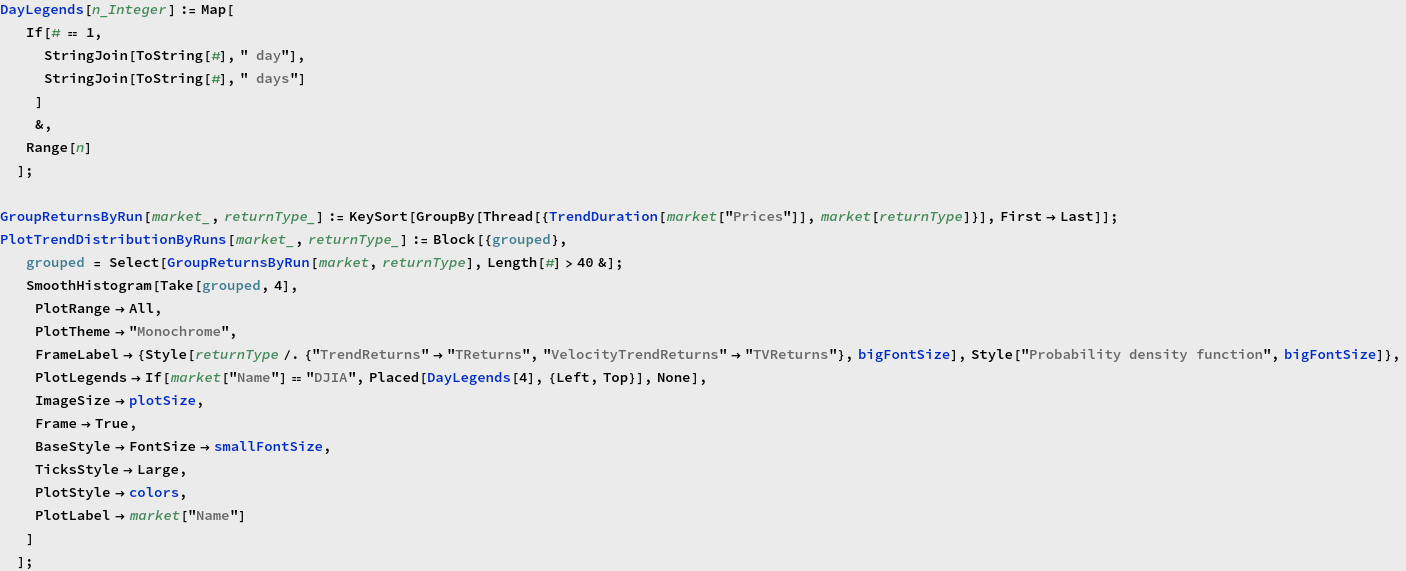 DayLegends[n_Integer] := Map[
If[# == 1,
StringJoin[ToString[#], " day"],
StringJoin[ToString[#], " days"]
]
&,
Range[n]
];
GroupReturnsByRun[market_, returnType_] := KeySort[GroupBy[Thread[{TrendDuration[market["Prices"]], market[returnType]}], First → Last]];
PlotTrendDistributionByRuns[market_, returnType_] := Block[{grouped},
grouped = Select[GroupReturnsByRun[market, returnType], Length[#] > 40 &];
SmoothHistogram[Take[grouped, 4],
PlotRange → All,
PlotTheme → "Monochrome",
FrameLabel → {Style[returnType /. {"TrendReturns" → "TReturns", "VelocityTrendReturns" → "TVReturns"}, bigFontSize], Style["Probability density function", bigFontSize]},
PlotLegends → If[market["Name"] == "DJIA", Placed[DayLegends[4], {Left, Top}], None],
ImageSize → plotSize,
Frame → True,
BaseStyle → FontSize → smallFontSize,
TicksStyle → Large,
PlotStyle → colors,
PlotLabel → market["Name"]
]
];